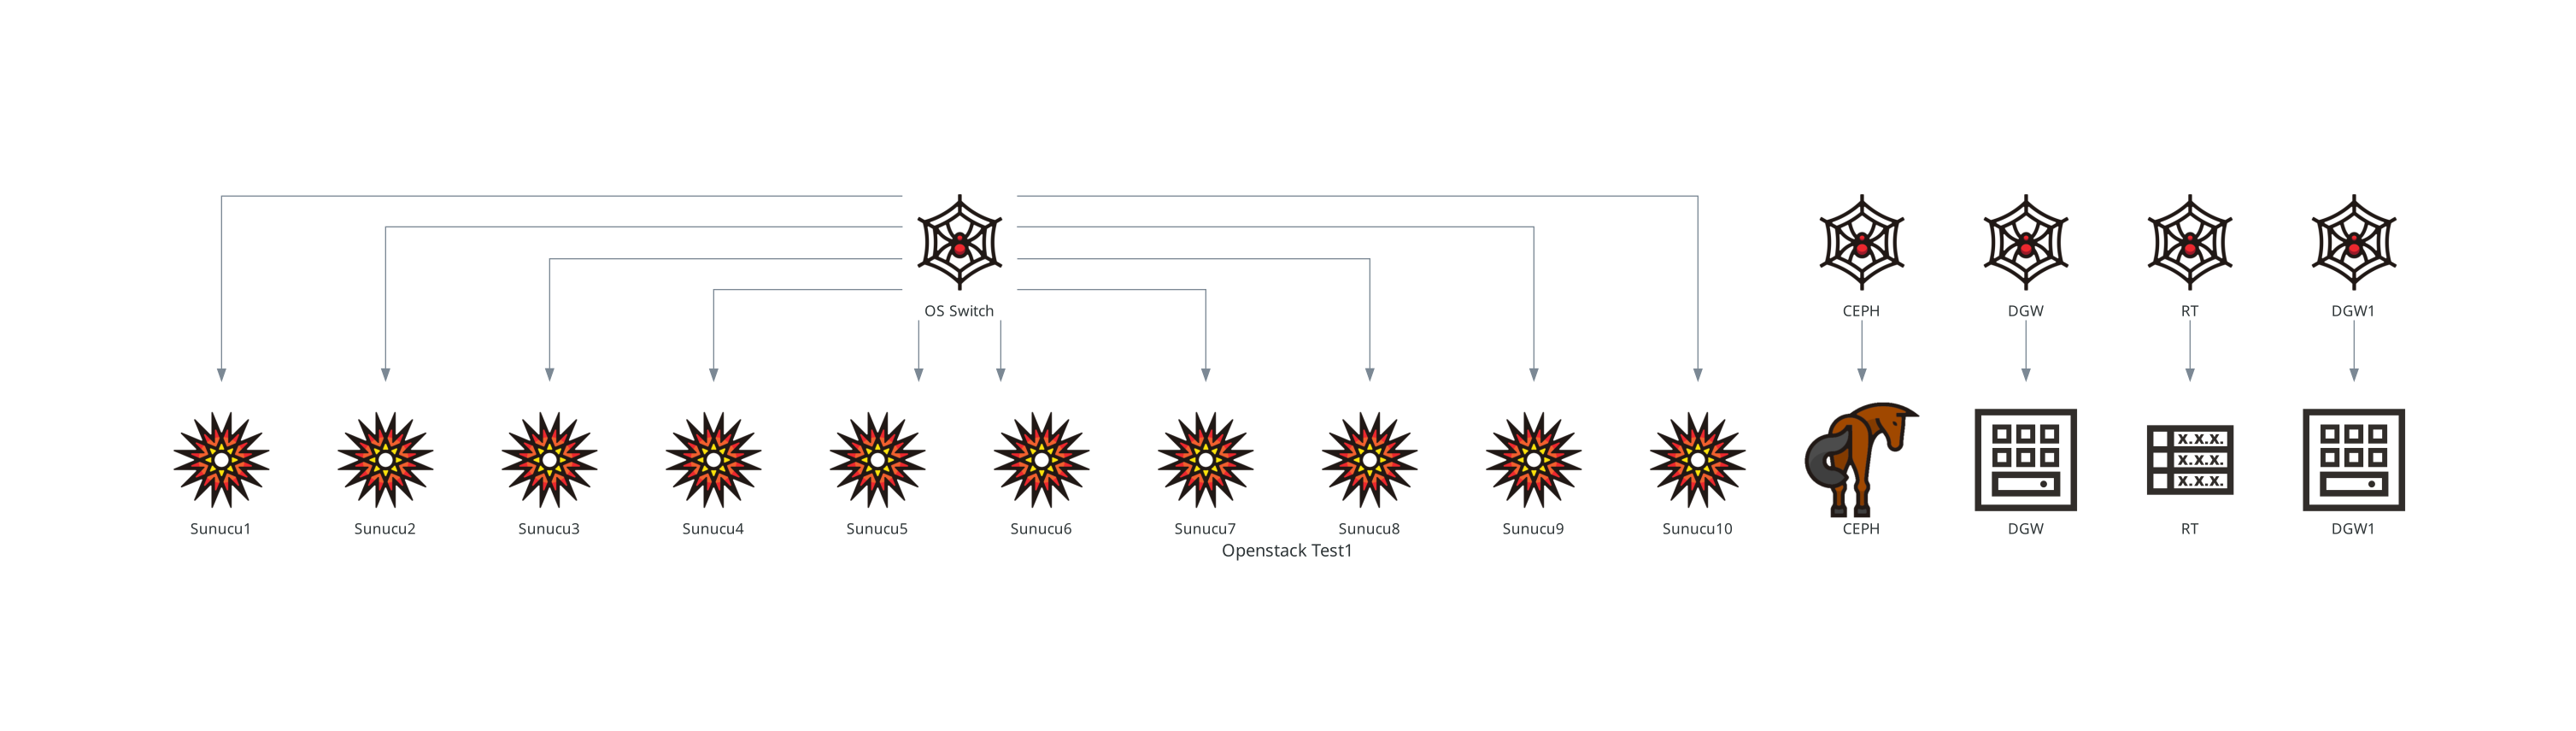 OS Switch
CEPH
DGW
RT
DGW1
Sunucu1
Sunucu2
Sunucu3
Sunucu4
Sunucu5
Sunucu6
Sunucu7
Sunucu8
Sunucu9
Sunucu10
CEPH
DGW
x.x.x.
x.x.x.
x.x.x.
RT
DGW1
Openstack Test1